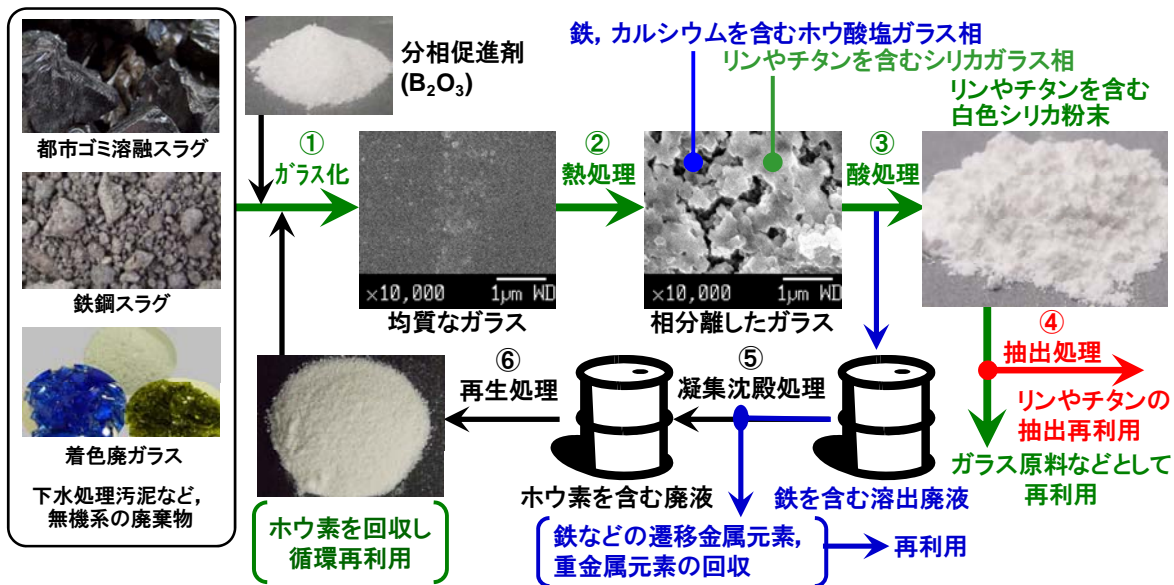 都市ゴミ溶融スラグ
鉄鋼スラグ
着色廃ガラス
下水処理汚泥など，
無機系の廃棄物
分相促進剤
(B₂O₃)
①
ガラス化
×10,000 1μm WD
均質なガラス
②
熱処理
鉄，カルシウムを含むホウ酸塩ガラス相
リンやチタンを含むシリカガラス相
×10,000 1μm WD
相分離したガラス
③
酸処理
リンやチタンを含む
白色シリカ粉末
④
抽出処理
リンやチタンの
抽出再利用
ガラス原料などとして
再利用
鉄を含む溶出廃液
⑤
凝集沈殿処理
鉄などの遷移金属元素，
重金属元素の回収
再利用
ホウ素を含む廃液
⑥
再生処理
ホウ素を回収し
循環再利用